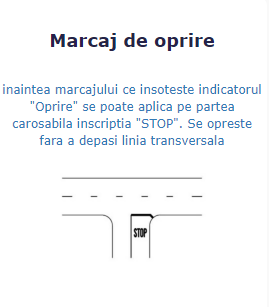 Marcaj de oprire
inaintea marcajului ce insoteste indicatorul
"Oprire" se poate aplica pe partea
carosabila inscriptia "STOP". Se opreste
fara a depasi linia transversala
STOP